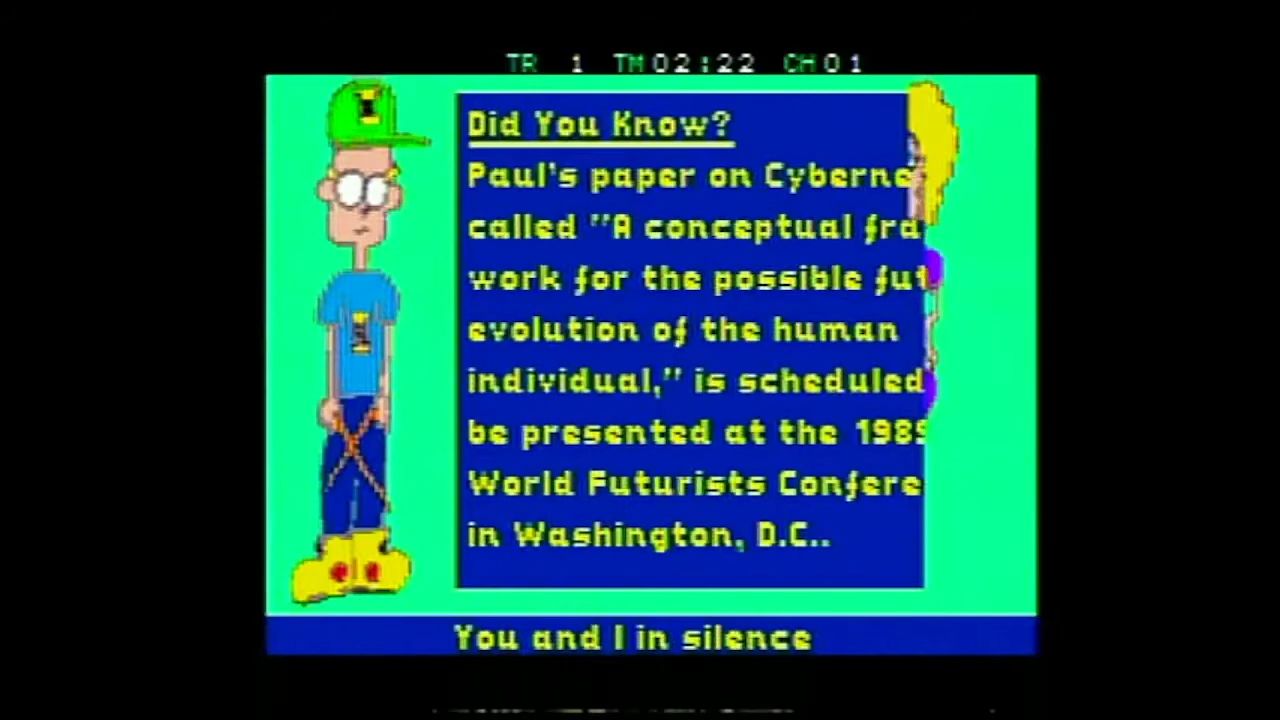 TR 1 TM02:22 CH01
Did You Know?
Paul's paper on Cyberne
called "A conceptual fra
work for the possible fut
evolution of the human
individual," is scheduled
be presented at the 1989
World Futurists Confere
in Washington, D.C..
You and I in silence